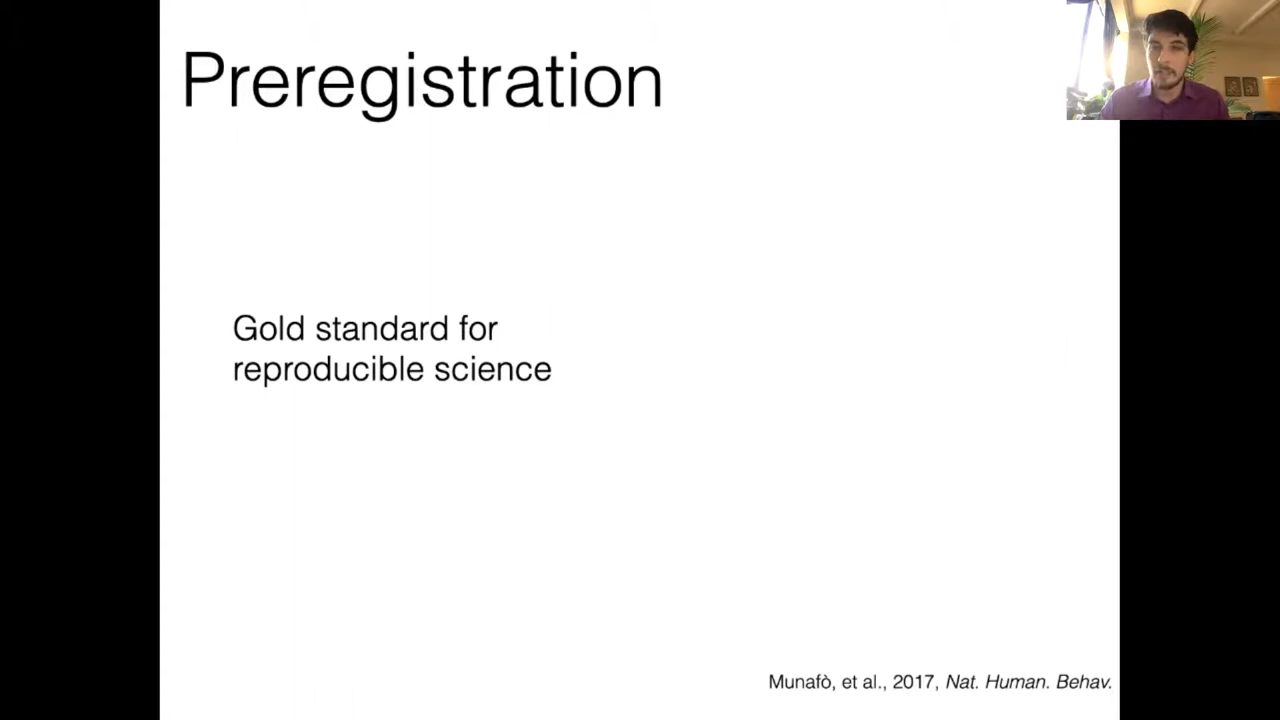 Preregistration
Gold standard for
reproducible science
Munafò, et al., 2017, Nat. Human. Behav.